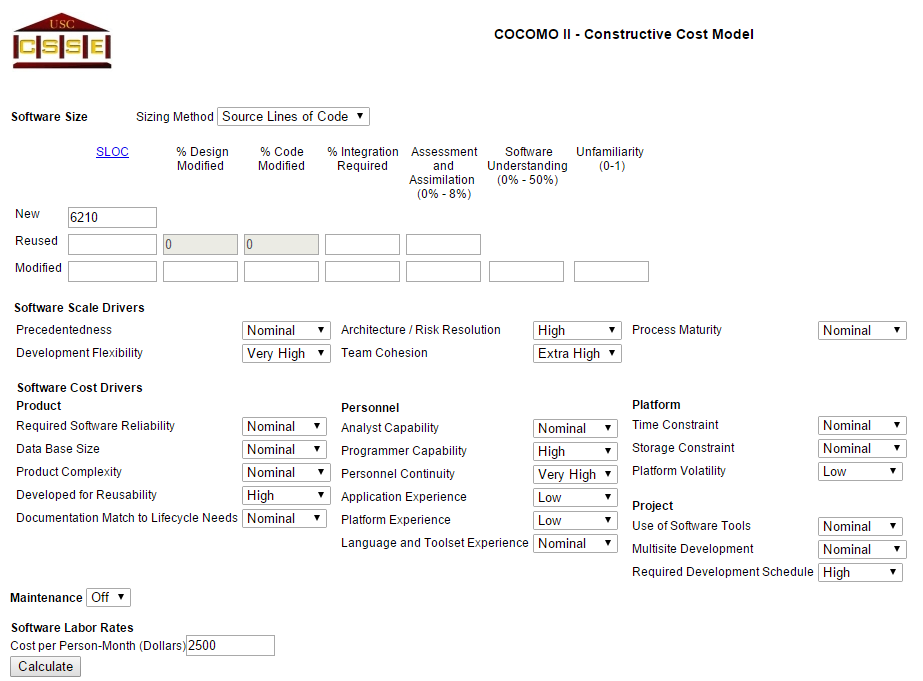 USC
CSSE
COCOMO II - Constructive Cost Model
Software Size Sizing Method Source Lines of Code
SLOC % Design Modified % Code Modified % Integration Required Assessment and Assimilation (0% - 8%) Software Understanding (0% - 50%) Unfamiliarity (0-1)
New 6210
Reused 0 0
Modified
Software Scale Drivers
Precedentedness Nominal Architecture / Risk Resolution High Process Maturity Nominal
Development Flexibility Very High Team Cohesion Extra High
Software Cost Drivers
Product
Required Software Reliability Nominal
Data Base Size Nominal
Product Complexity Nominal
Developed for Reusability High
Documentation Match to Lifecycle Needs Nominal
Personnel
Analyst Capability Nominal
Programmer Capability High
Personnel Continuity Very High
Application Experience Low
Platform Experience Low
Language and Toolset Experience Nominal
Platform
Time Constraint Nominal
Storage Constraint Nominal
Platform Volatility Low
Project
Use of Software Tools Nominal
Multisite Development Nominal
Required Development Schedule High
Maintenance Off
Software Labor Rates
Cost per Person-Month (Dollars) 2500
Calculate